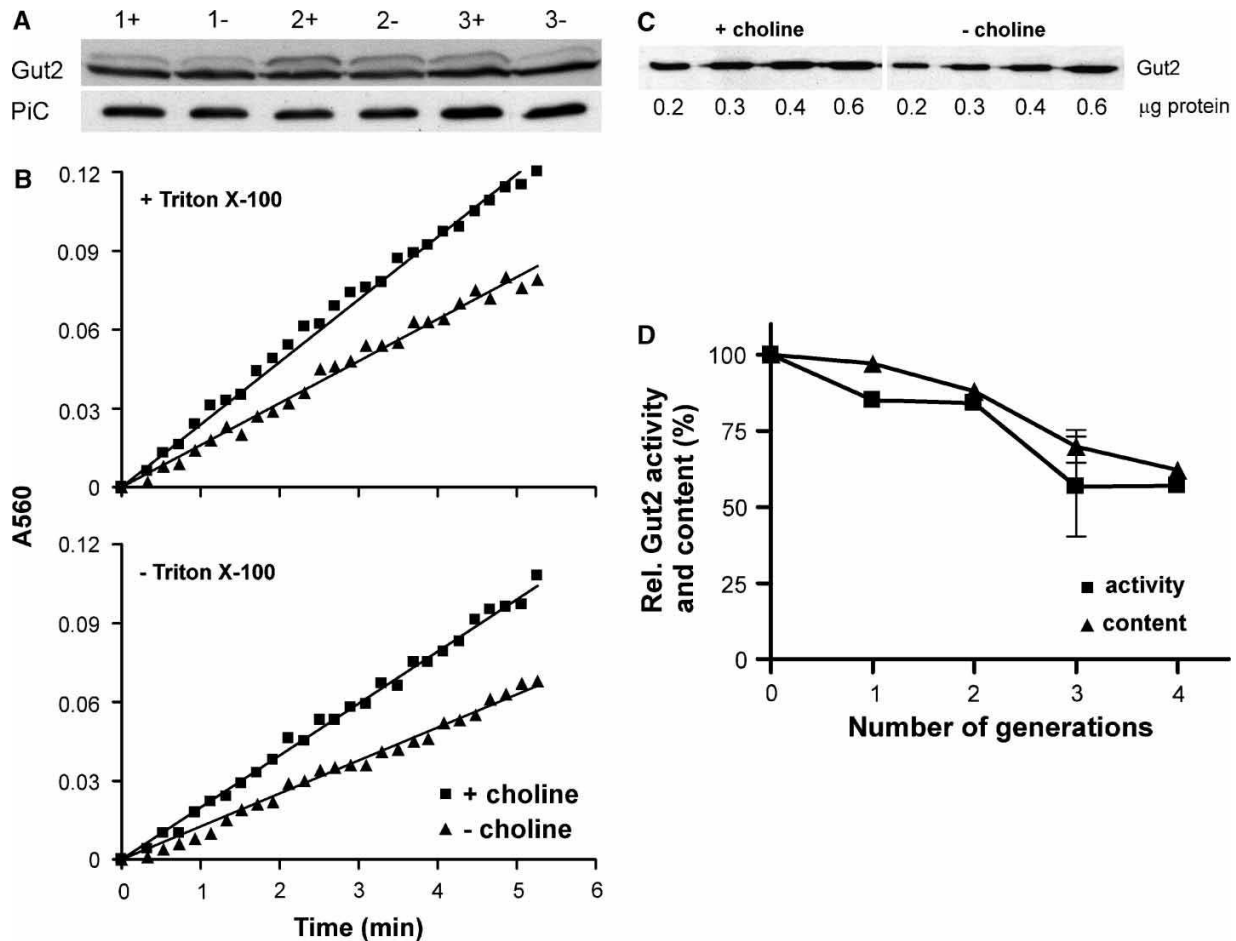 A
1+ 1- 2+ 2- 3+ 3-
Gut2
PiC
C
+ choline - choline
Gut2
0.2 0.3 0.4 0.6 0.2 0.3 0.4 0.6 µg protein
B
+ Triton X-100
0.12
0.09
0.06
0.03
0
A560
- Triton X-100
0.12
0.09
0.06
0.03
0
+ choline
- choline
0 1 2 3 4 5 6
Time (min)
D
Rel. Gut2 activity
and content (%)
100
75
50
25
0
activity
content
0 1 2 3 4
Number of generations